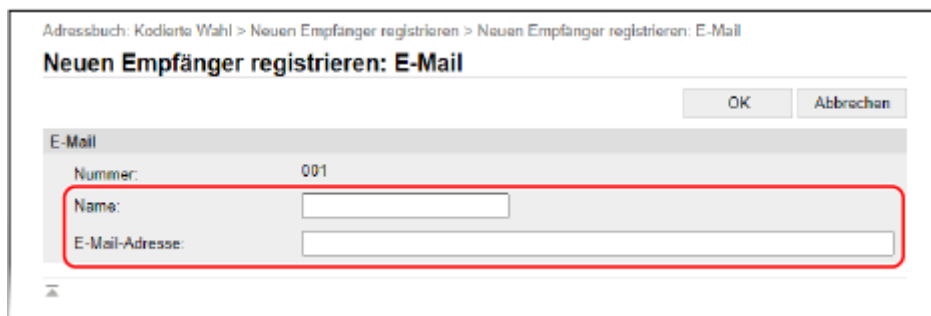 Adressbuch: Kodierte Wahl > Neuen Empfänger registrieren > Neuen Empfänger registrieren: E-Mail
Neuen Empfänger registrieren: E-Mail
OK Abbrechen
E-Mail
Nummer: 001
Name:
E-Mail-Adresse: